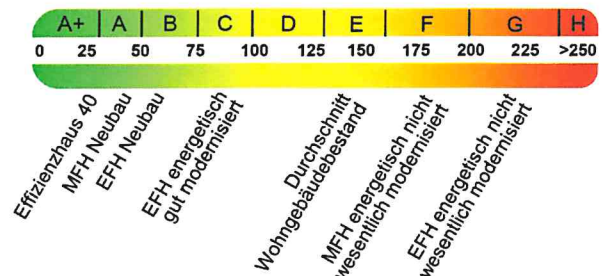 A+ A B C D E F G H
0 25 50 75 100 125 150 175 200 225 >250
Effizienzhaus 40
MFH Neubau
EFH Neubau
EFH energetisch
gut modernisiert
Durchschnitt
Wohngebäudebestand
MFH energetisch nicht
wesentlich modernisiert
EFH energetisch nicht
wesentlich modernisiert